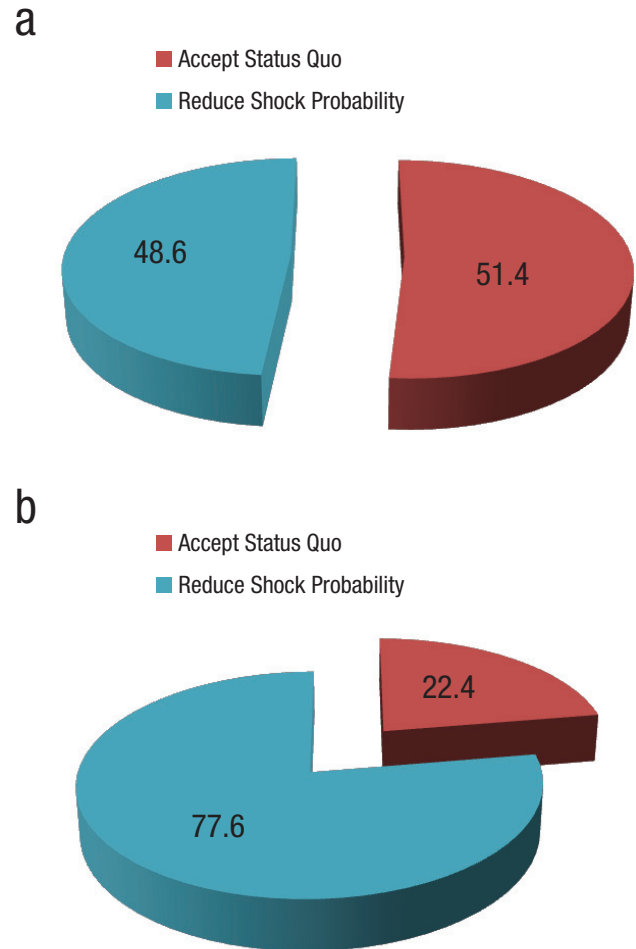 a
Accept Status Quo
Reduce Shock Probability
48.6
51.4
b
Accept Status Quo
Reduce Shock Probability
22.4
77.6